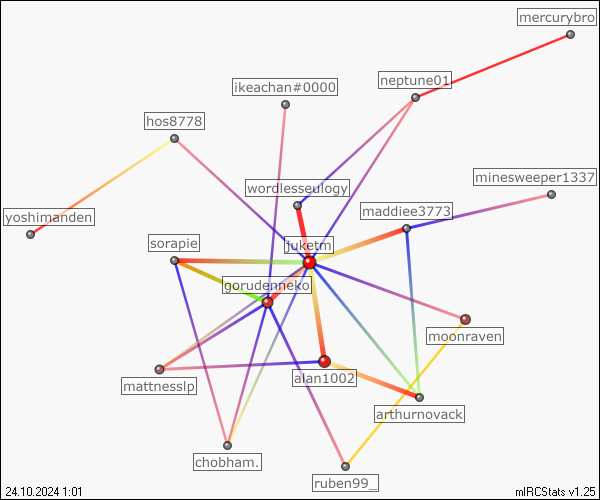 mercurybro
neptune01
ikeachan#0000
hos8778
minesweeper1337
wordlesseulogy
maddiee3773
yoshimanden
sorapie
juketm
gorudenneko
moonraven
alan1002
mattnesslp
arthurnovack
chobham.
ruben99_
24.10.2024 1:01
mIRCStats v1.25